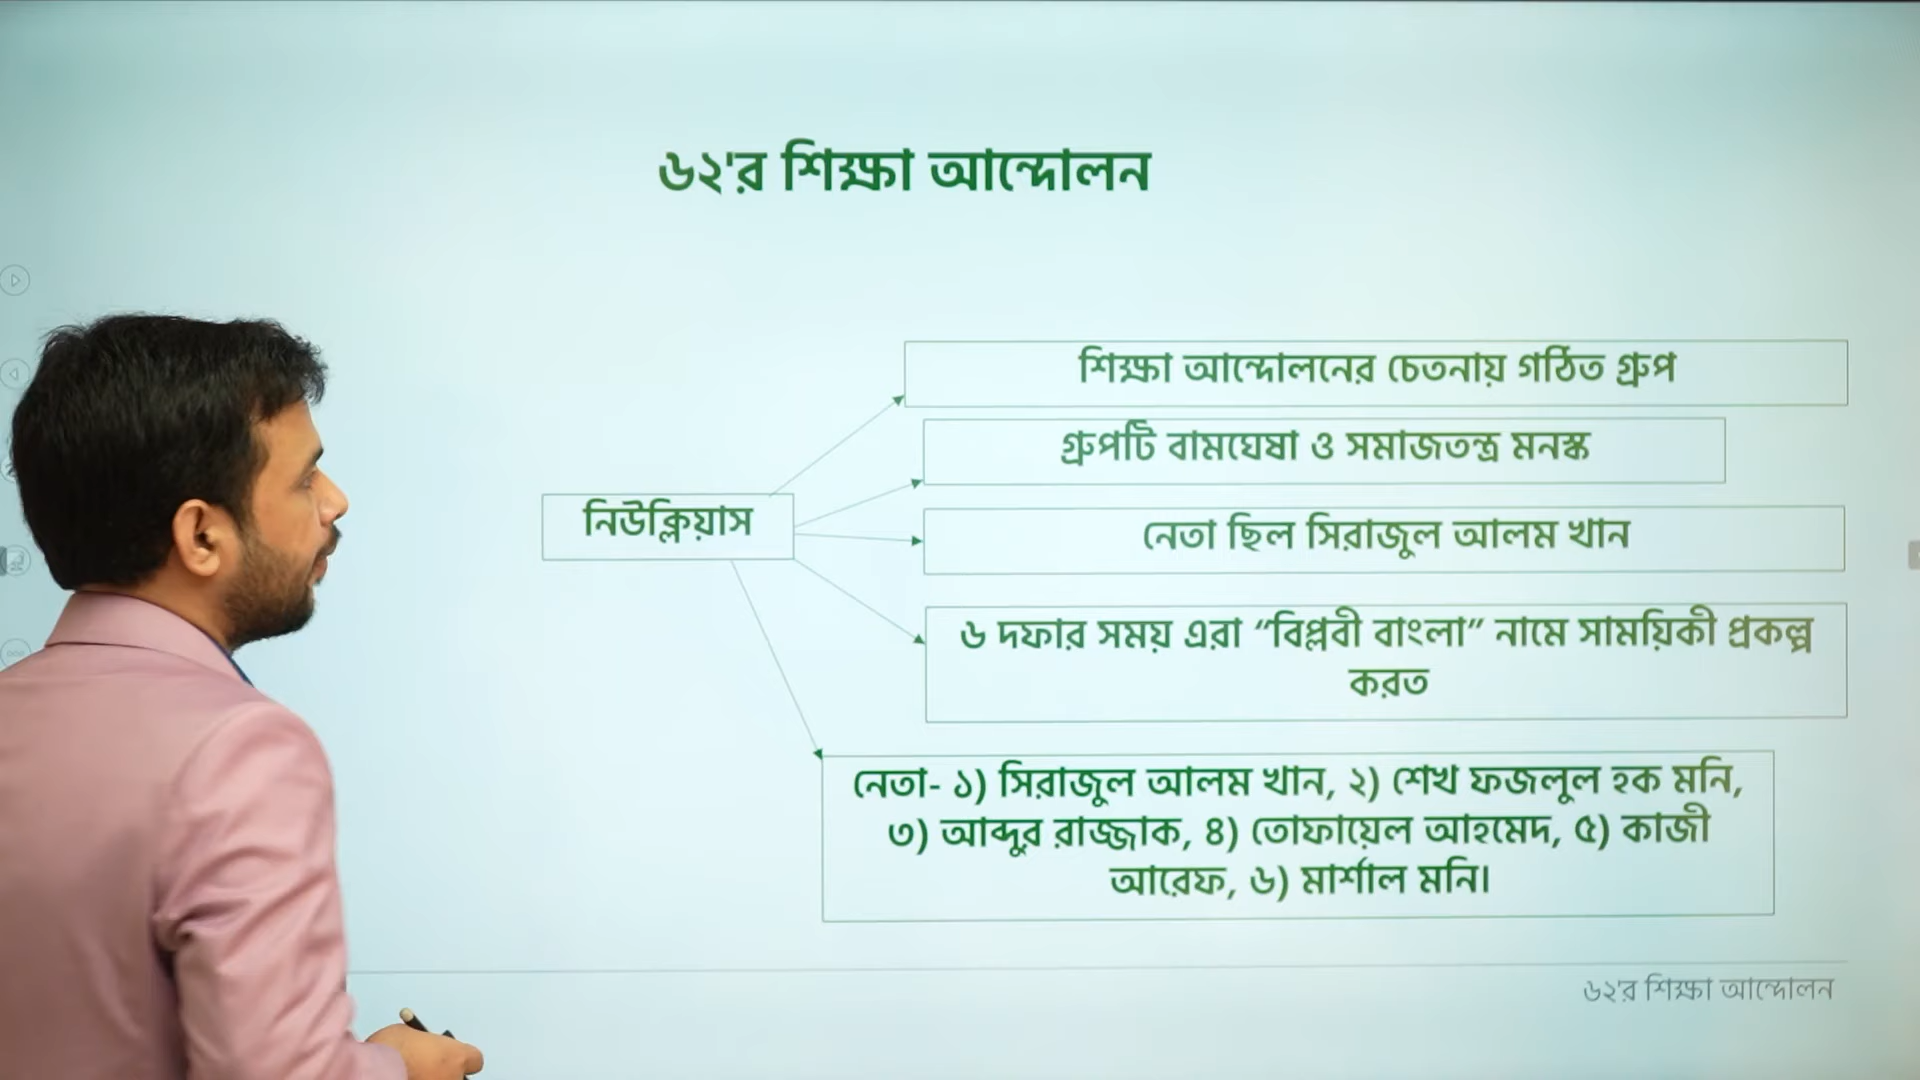 ৬২'র শিক্ষা আন্দোলন
শিক্ষা আন্দোলনের চেতনায় গঠিত গ্রুপ
গ্রুপটি বামঘেষা ও সমাজতন্ত্র মনস্ক
নিউক্লিয়াস
নেতা ছিল সিরাজুল আলম খান
৬ দফার সময় এরা “বিপ্লবী বাংলা” নামে সাময়িকী প্রকল্প
করত
নেতা- ১) সিরাজুল আলম খান, ২) শেখ ফজলুল হক মনি,
৩) আব্দুর রাজ্জাক, ৪) তোফায়েল আহমেদ, ৫) কাজী
আরেফ, ৬) মার্শাল মনি।
৬২'র শিক্ষা আন্দোলন